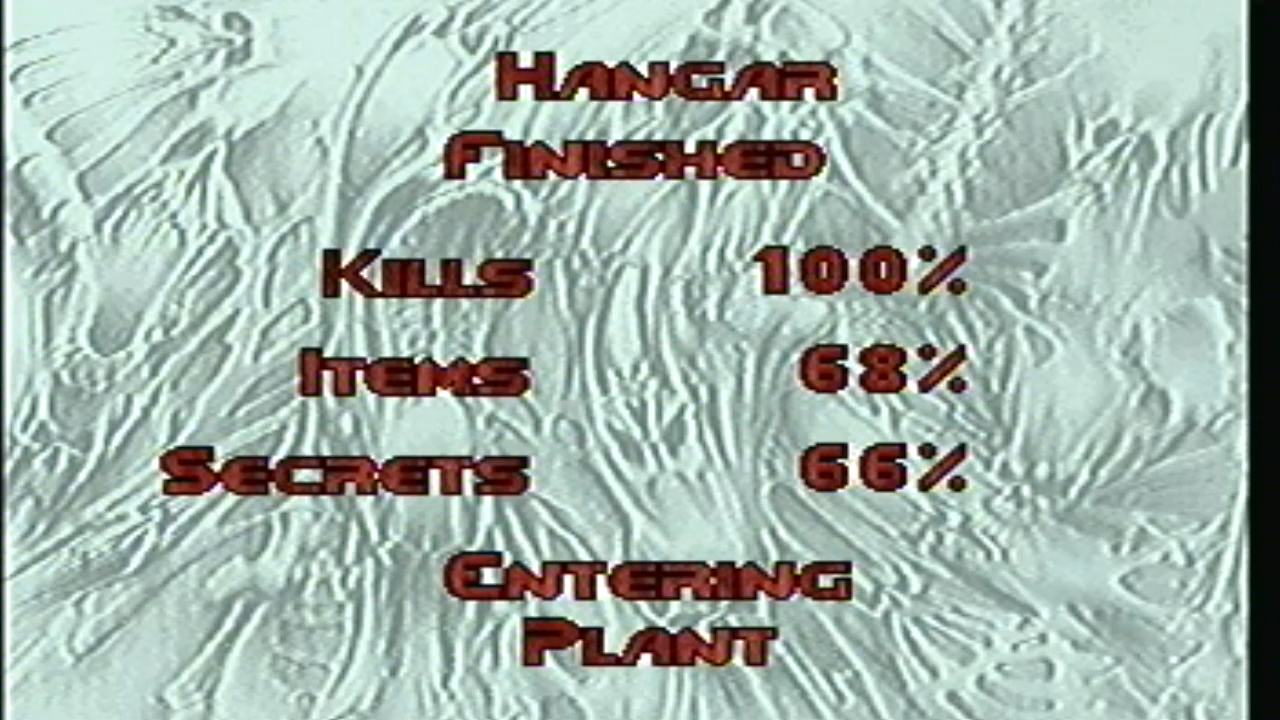 Hangar
Finished
Kills 100%
Items 68%
Secrets 66%
Entering
Plant